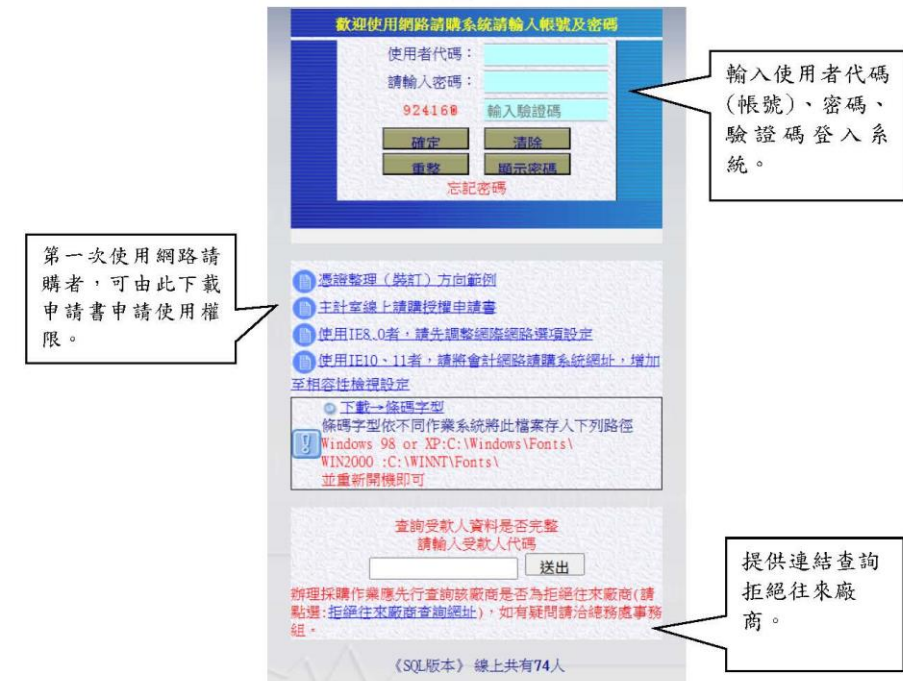 歡迎使用網路請購系統請輸入帳號及密碼
使用者代碼：
請輸入密碼：
924168 輸入驗證碼
確定 清除
重整 顯示密碼
忘記密碼
輸入使用者代碼
(帳號)、密碼、
驗證碼登入系
統。
第一次使用網路請
購者，可由此下載
申請書申請使用權
限。
憑證整理（裝訂）方向範例
主計室線上請購授權申請書
使用IE8.0者，請先調整網際網路選項設定
使用IE10、11者，請將會計網路請購系統網址，增加
至相容性檢視設定
下載→條碼字型
條碼字型依不同作業系統將此檔案存入下列路徑
Windows 98 or XP:C:\Windows\Fonts\
WIN2000 :C:\WINNT\Fonts\
並重新開機即可
查詢受款人資料是否完整
請輸入受款人代碼
送出
辦理採購作業應先行查詢該廠商是否為拒絕往來廠商(請
點選:拒絕往來廠商查詢網址)，如有疑問請洽總務處事務
組。
提供連結查詢
拒絕往來廠
商。
《SQL版本》 線上共有74人